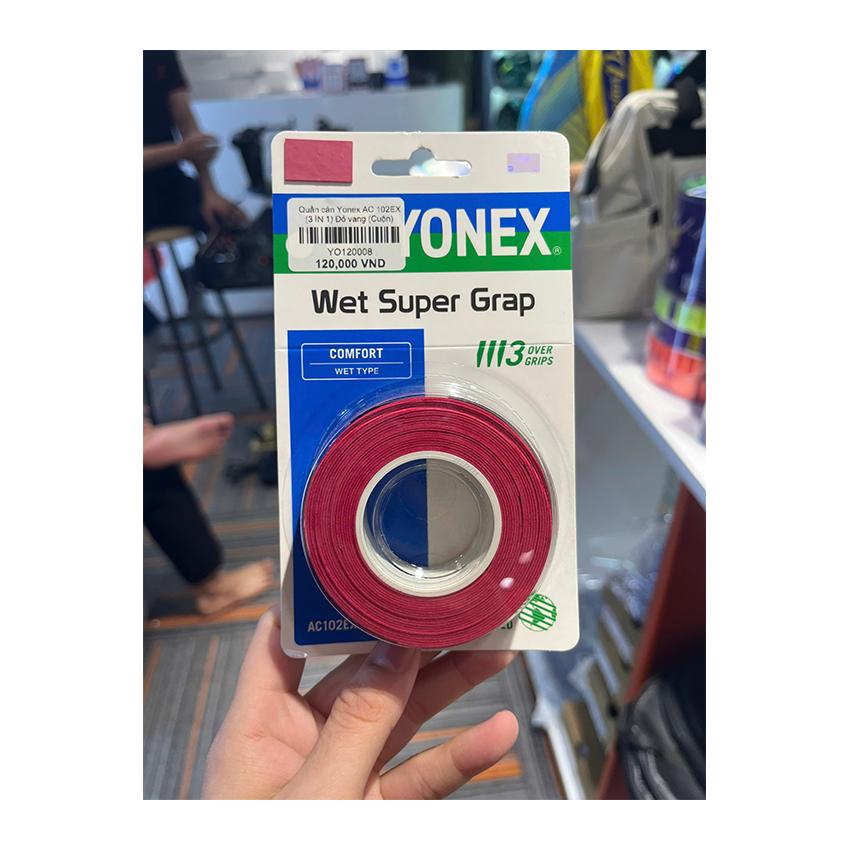 Quấn cán Yonex AC 102EX
(3 IN 1) Đỏ vang (Cuộn)
YO120008
120,000 VND
YONEX®
Wet Super Grap
COMFORT
WET TYPE
3 OVER
GRIPS
AC102EX